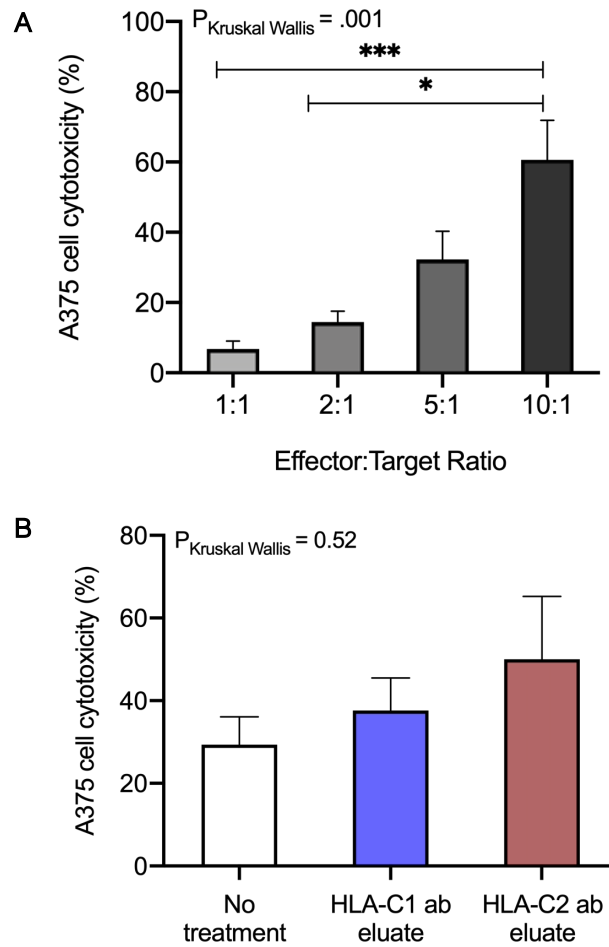 A
P Kruskal Wallis = .001
***
*
A375 cell cytotoxicity (%)
100
80
60
40
20
0
1:1 2:1 5:1 10:1
Effector:Target Ratio
B
P Kruskal Wallis = 0.52
A375 cell cytotoxicity (%)
80
60
40
20
0
No treatment
HLA-C1 ab eluate
HLA-C2 ab eluate